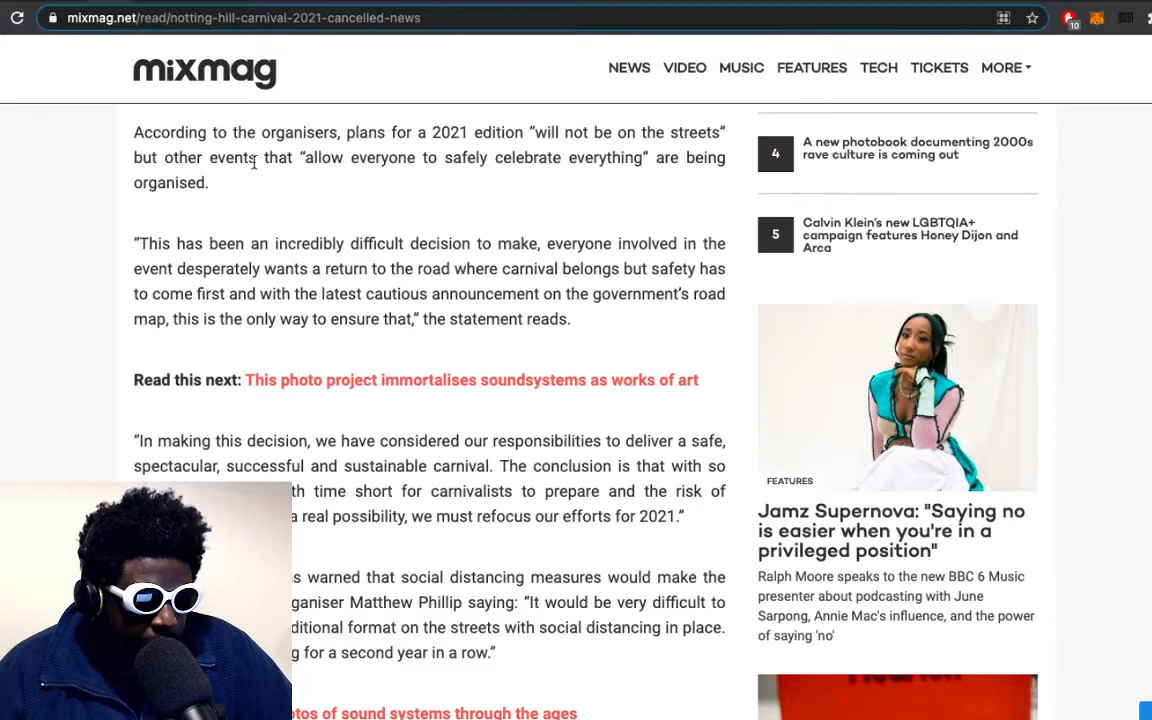 mixmag.net/read/notting-hill-carnival-2021-cancelled-news
10
mixmag
NEWS VIDEO MUSIC FEATURES TECH TICKETS MORE
According to the organisers, plans for a 2021 edition “will not be on the streets”
but other events that “allow everyone to safely celebrate everything” are being
organised.
“This has been an incredibly difficult decision to make, everyone involved in the
event desperately wants a return to the road where carnival belongs but safety has
to come first and with the latest cautious announcement on the government’s road
map, this is the only way to ensure that,” the statement reads.
Read this next: This photo project immortalises soundsystems as works of art
“In making this decision, we have considered our responsibilities to deliver a safe,
spectacular, successful and sustainable carnival. The conclusion is that with so
th time short for carnivalists to prepare and the risk of
a real possibility, we must refocus our efforts for 2021.”
s warned that social distancing measures would make the
ganiser Matthew Phillip saying: “It would be very difficult to
ditional format on the streets with social distancing in place.
g for a second year in a row.”
otos of sound systems through the ages
4
A new photobook documenting 2000s
rave culture is coming out
5
Calvin Klein’s new LGBTQIA+
campaign features Honey Dijon and
Arca
FEATURES
Jamz Supernova: "Saying no
is easier when you're in a
privileged position"
Ralph Moore speaks to the new BBC 6 Music
presenter about podcasting with June
Sarpong, Annie Mac's influence, and the power
of saying 'no'